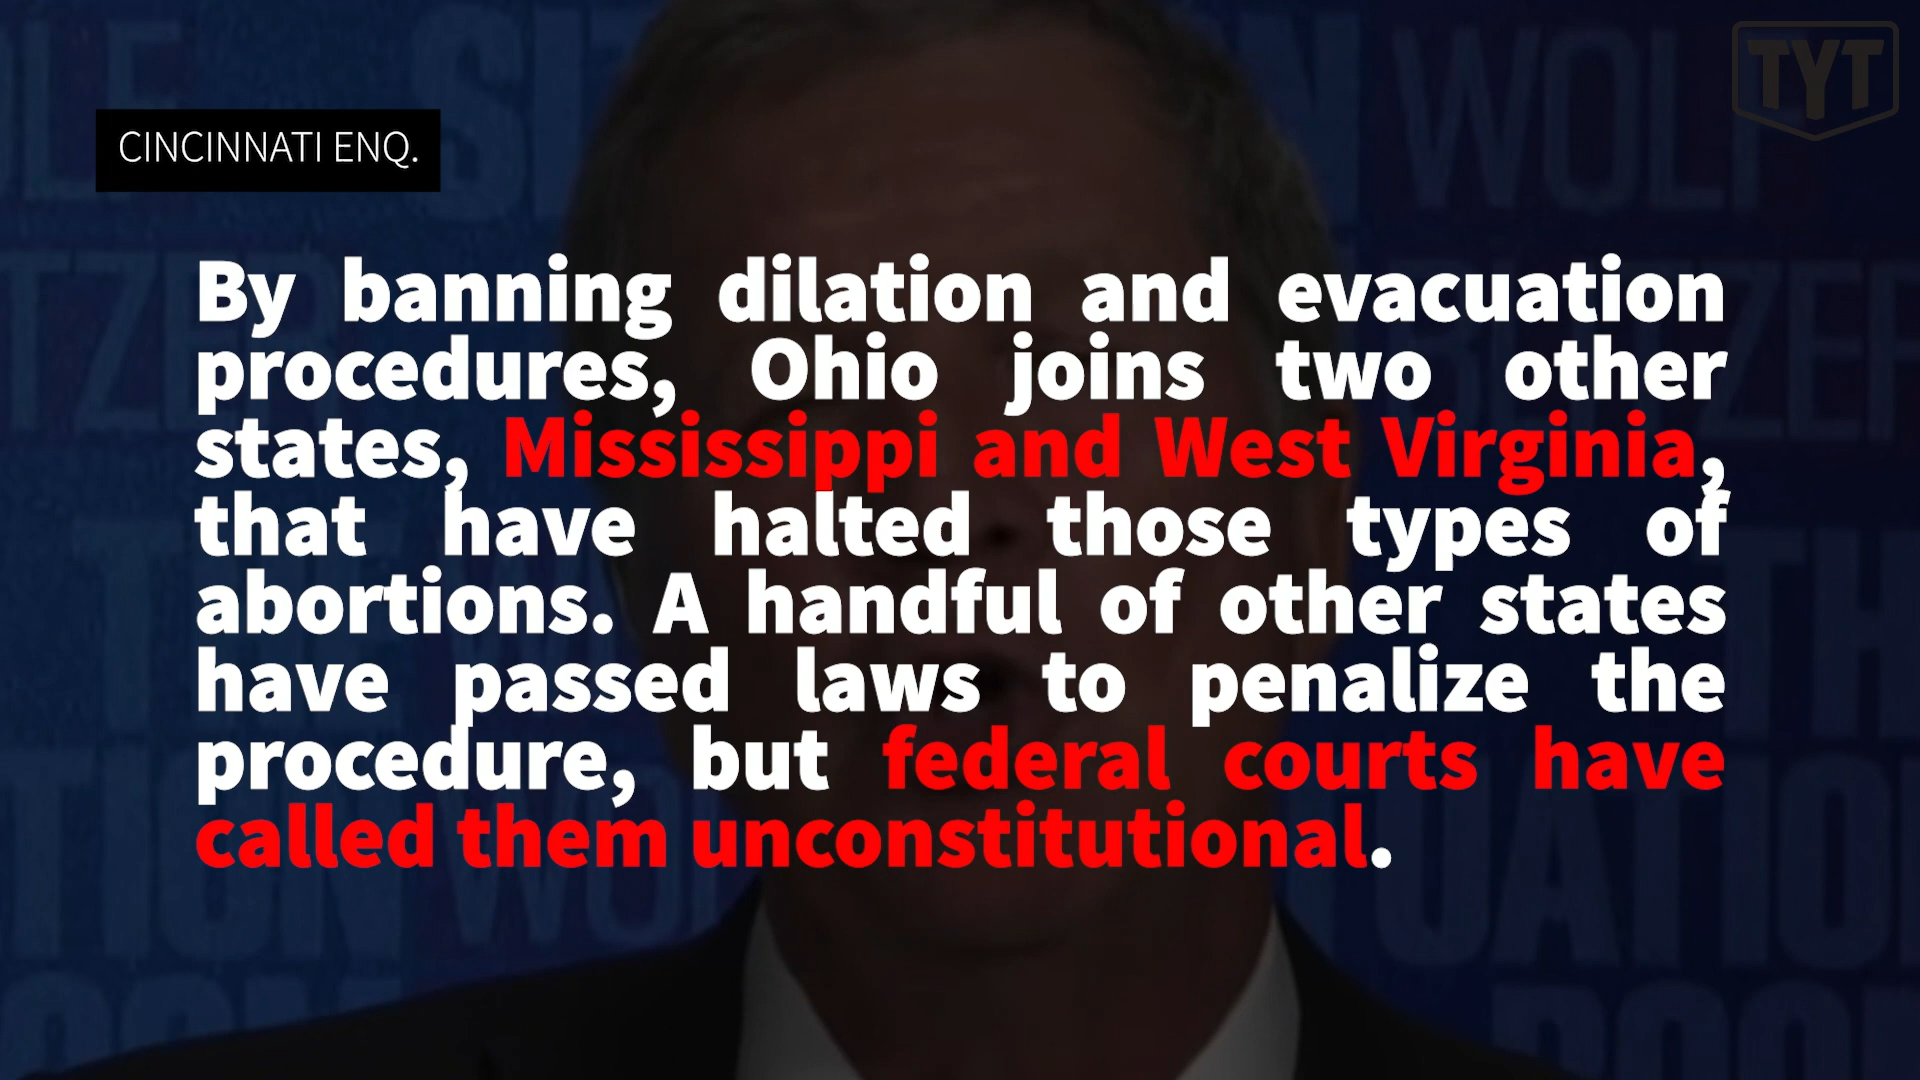 TYT
CINCINNATI ENQ.
By banning dilation and evacuation
procedures, Ohio joins two other
states, Mississippi and West Virginia,
that have halted those types of
abortions. A handful of other states
have passed laws to penalize the
procedure, but federal courts have
called them unconstitutional.